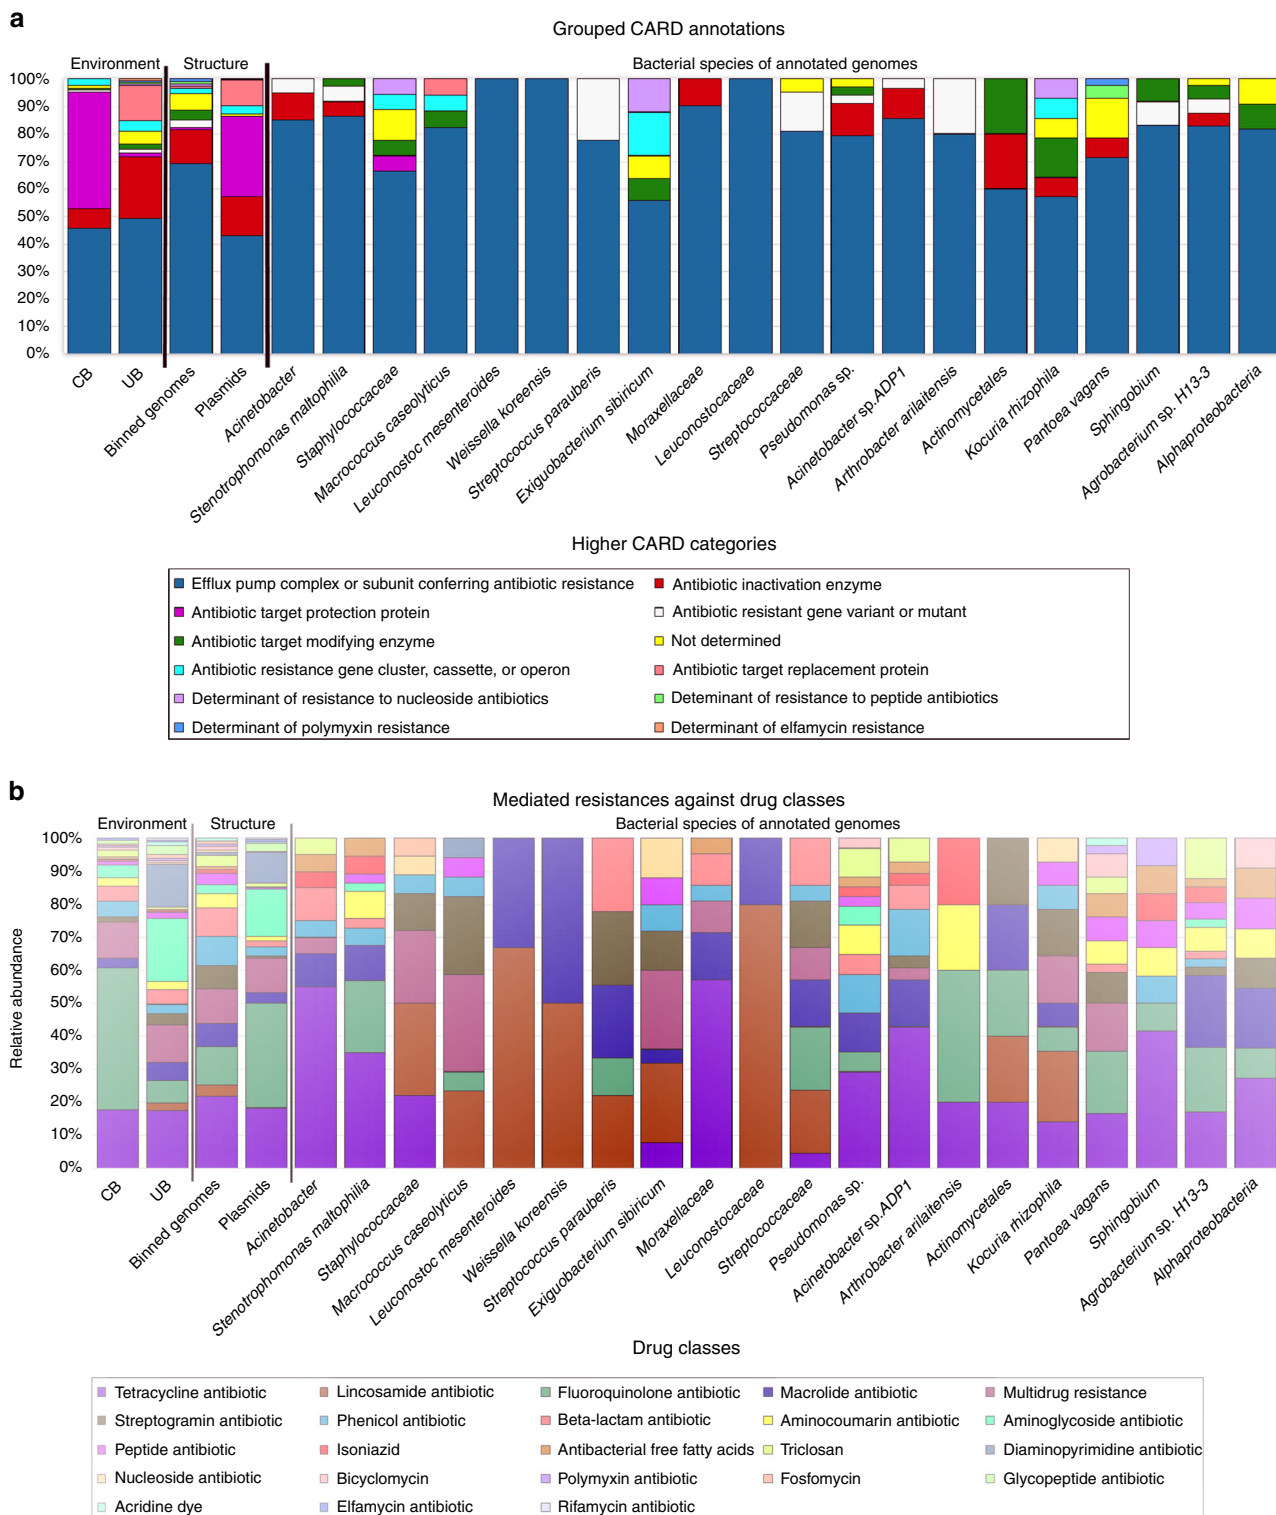 a
Grouped CARD annotations
Environment Structure Bacterial species of annotated genomes
100%
90%
80%
70%
60%
50%
40%
30%
20%
10%
0%
CB
UB
Binned genomes
Plasmids
Acinetobacter
Stenotrophomonas maltophilia
Staphylococcaceae
Macrococcus caseolyticus
Leuconostoc mesenteroides
Weissella koreensis
Streptococcus parauberis
Exiguobacterium sibiricum
Moraxellaceae
Leuconostocaceae
Streptococcaceae
Pseudomonas sp.
Acinetobacter sp. ADP1
Arthrobacter arilaitensis
Actinomycetales
Kocuria rhizophila
Pantoea vagans
Sphingobium
Agrobacterium sp. H13-3
Alphaproteobacteria
Higher CARD categories
Efflux pump complex or subunit conferring antibiotic resistance Antibiotic inactivation enzyme
Antibiotic target protection protein Antibiotic resistant gene variant or mutant
Antibiotic target modifying enzyme Not determined
Antibiotic resistance gene cluster, cassette, or operon Antibiotic target replacement protein
Determinant of resistance to nucleoside antibiotics Deteminant of resistance to peptide antibiotics
Determinant of polymyxin resistance Determinant of elfamycin resistance
b
Mediated resistances against drug classes
Environment Structure Bacterial species of annotated genomes
Relative abundance
100%
90%
80%
70%
60%
50%
40%
30%
20%
10%
0%
CB
UB
Binned genomes
Plasmids
Acinetobacter
Stenotrophomonas maltophilia
Staphylococcaceae
Macrococcus caseolyticus
Leuconostoc mesenteroides
Weissella koreensis
Streptococcus parauberis
Exiguobacterium sibiricum
Moraxellaceae
Leuconostocaceae
Streptococcaceae
Pseudomonas sp.
Acinetobacter sp. ADP1
Arthrobacter arilaitensis
Actinomycetales
Kocuria rhizophila
Pantoea vagans
Sphingobium
Agrobacterium sp. H13-3
Alphaproteobacteria
Drug classes
Tetracycline antibiotic Lincosamide antibiotic Fluoroquinolone antibiotic Macrolide antibiotic Multidrug resistance
Streptogramin antibiotic Phenicol antibiotic Beta-lactam antibiotic Aminocoumarin antibiotic Aminoglycoside antibiotic
Peptide antibiotic Isoniazid Antibacterial free fatty acids Triclosan Diaminopyrimidine antibiotic
Nucleoside antibiotic Bicyclomycin Polymyxin antibiotic Fosfomycin Glycopeptide antibiotic
Acridine dye Elfamycin antibiotic Rifamycin antibiotic